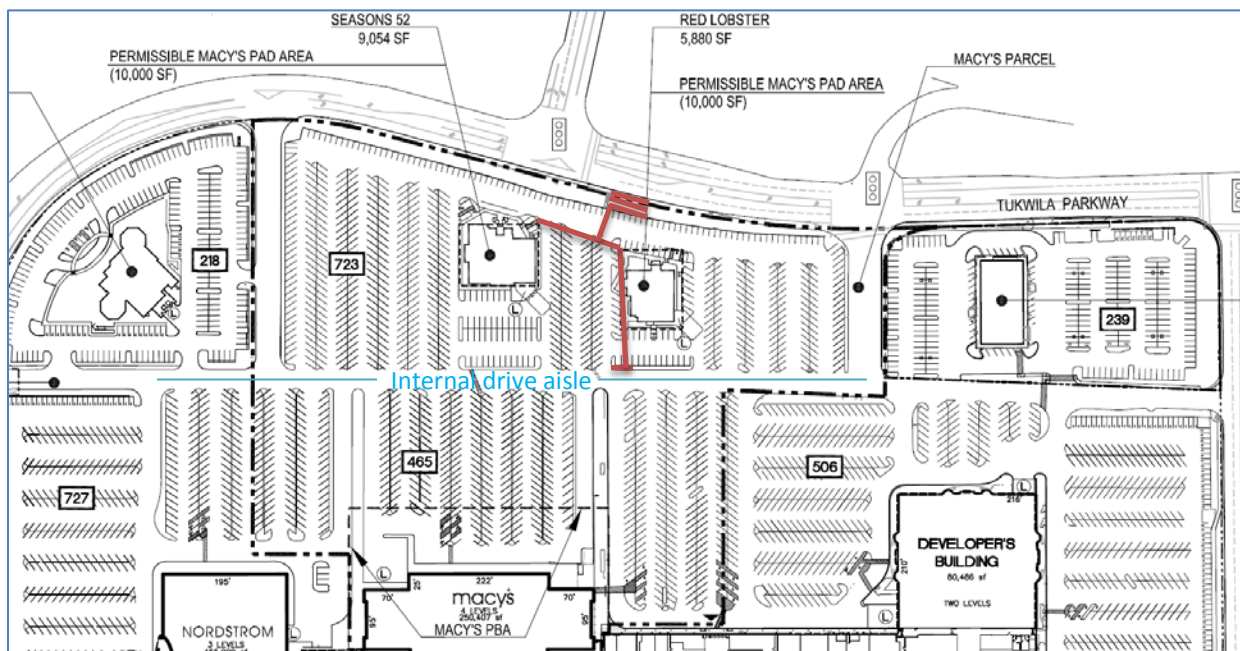 SEASONS 52
9,054 SF
RED LOBSTER
5,880 SF
PERMISSIBLE MACY'S PAD AREA
(10,000 SF)
MACY'S PARCEL
PERMISSIBLE MACY'S PAD AREA
(10,000 SF)
TUKWILA PARKWAY
218
723
239
L
L
L
Internal drive aisle
465
506
727
L
216'
DEVELOPER'S
BUILDING
80,486 sf
TWO LEVELS
210'
L
195'
L
25'
222'
70'
70'
macy's
4 LEVELS
250,407 sf
95'
95'
MACY'S PBA
NORDSTROM
3 LEVELS
L